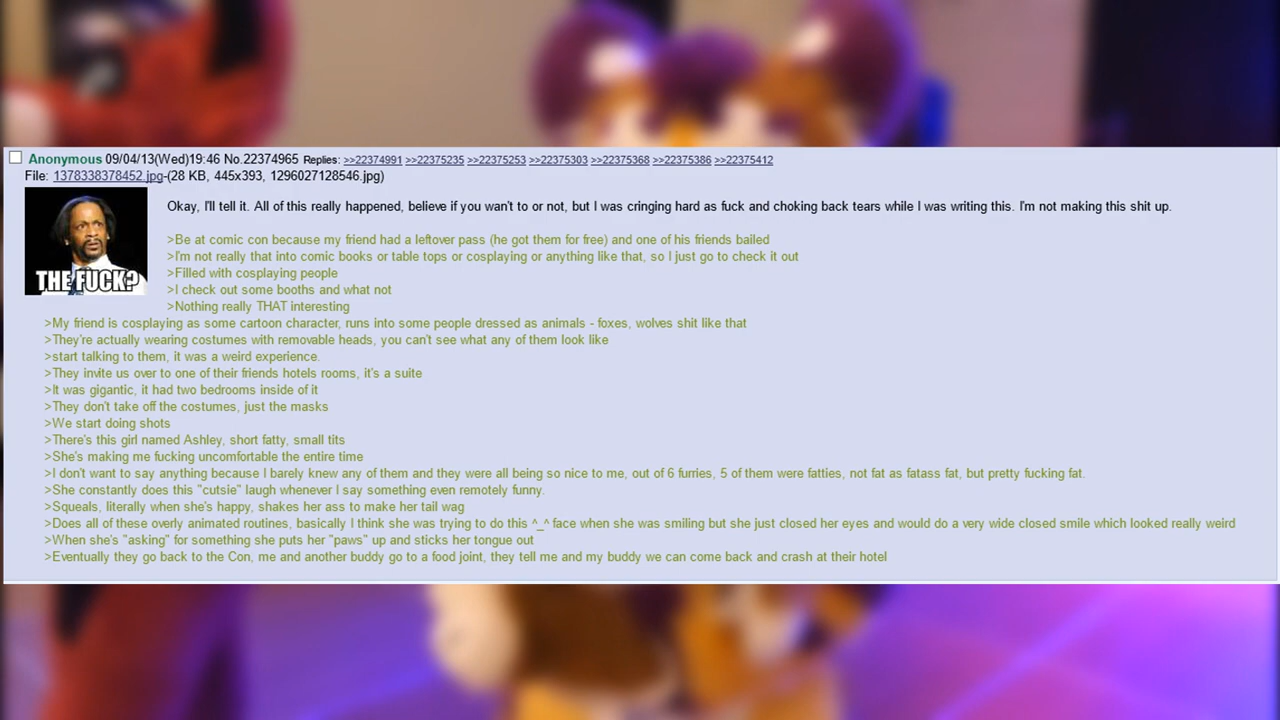 Anonymous 09/04/13(Wed)19:46 No.22374965 Replies: >>22374991 >>22375235 >>22375253 >>22375303 >>22375368 >>22375386 >>22375412
File: 1378338378452.jpg-(28 KB, 445x393, 1296027128546.jpg)
THE FUCK?
Okay, I'll tell it. All of this really happened, believe if you wan't to or not, but I was cringing hard as fuck and choking back tears while I was writing this. I'm not making this shit up.
>Be at comic con because my friend had a leftover pass (he got them for free) and one of his friends bailed
>I'm not really that into comic books or table tops or cosplaying or anything like that, so I just go to check it out
>Filled with cosplaying people
>I check out some booths and what not
>Nothing really THAT interesting
>My friend is cosplaying as some cartoon character, runs into some people dressed as animals - foxes, wolves shit like that
>They're actually wearing costumes with removable heads, you can't see what any of them look like
>start talking to them, it was a weird experience.
>They invite us over to one of their friends hotels rooms, it's a suite
>It was gigantic, it had two bedrooms inside of it
>They don't take off the costumes, just the masks
>We start doing shots
>There's this girl named Ashley, short fatty, small tits
>She's making me fucking uncomfortable the entire time
>I don't want to say anything because I barely knew any of them and they were all being so nice to me, out of 6 furries, 5 of them were fatties, not fat as fatass fat, but pretty fucking fat.
>She constantly does this "cutsie" laugh whenever I say something even remotely funny.
>Squeals, literally when she's happy, shakes her ass to make her tail wag
>Does all of these overly animated routines, basically I think she was trying to do this ^_^ face when she was smiling but she just closed her eyes and would do a very wide closed smile which looked really weird
>When she's "asking" for something she puts her "paws" up and sticks her tongue out
>Eventually they go back to the Con, me and another buddy go to a food joint, they tell me and my buddy we can come back and crash at their hotel